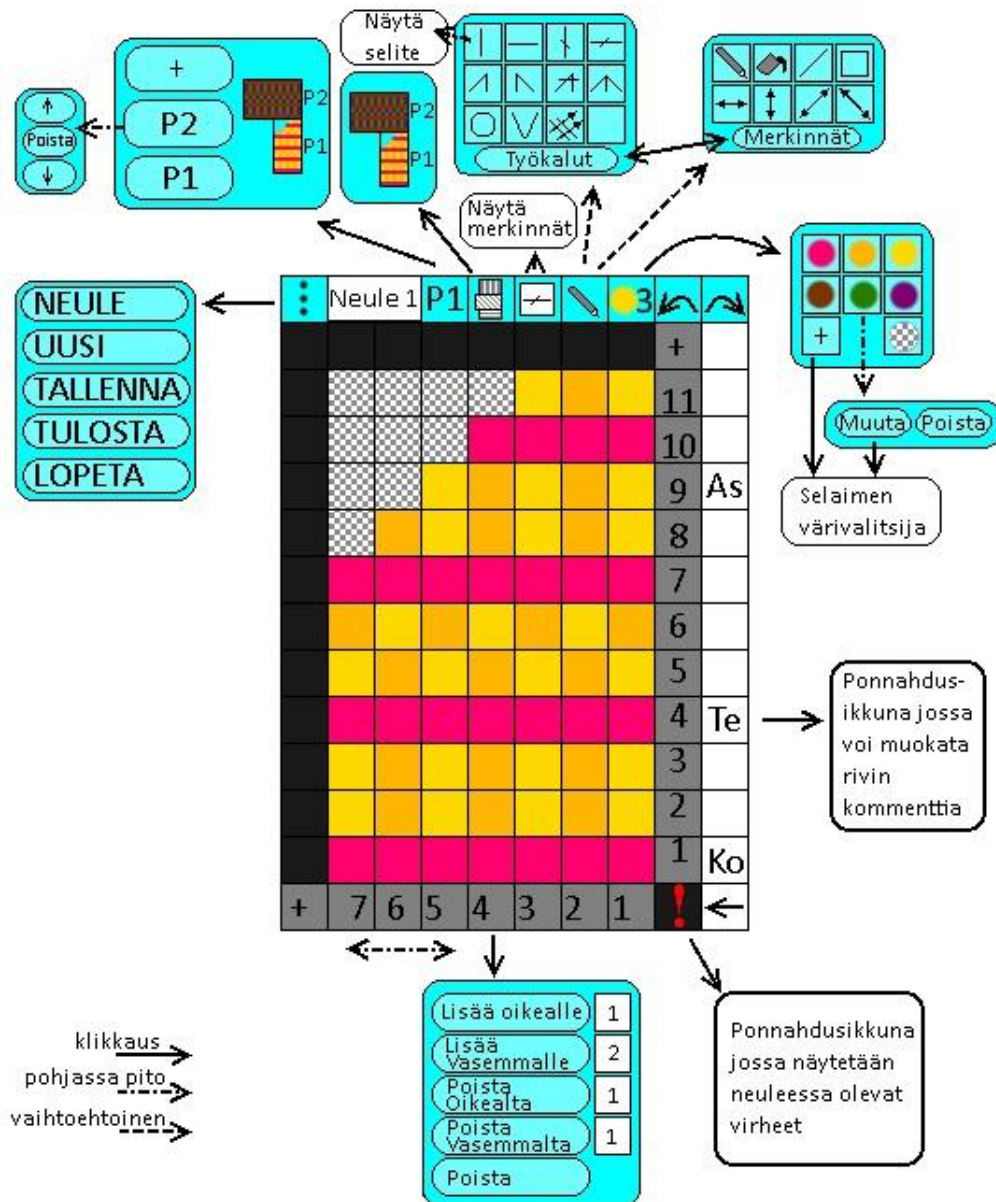 Näytä
selite
+
P2
P1
P2
P1
P2
P1
↑
Poista
↓
Työkalut
Merkinnät
Näytä
merkinnät
NEULE
UUSI
TALLENNA
TULOSTA
LOPETA
Neule 1 P1 3
+
11
10
9 As
8
7
6
5
4 Te
3
2
1 Ko
+ 7 6 5 4 3 2 1 ! ←
+
Muuta Poista
Selaimen
värivalitsija
Ponnahdus-
ikkuna jossa
voi muokata
rivin
kommenttia
Lisää oikealle 1
Lisää
Vasemmalle 2
Poista
Oikealta 1
Poista
Vasemmalta 1
Poista
Ponnahdusikkuna
jossa näytetään
neuleessa olevat
virheet
klikkaus
pohjassa pito
vaihtoehtoinen